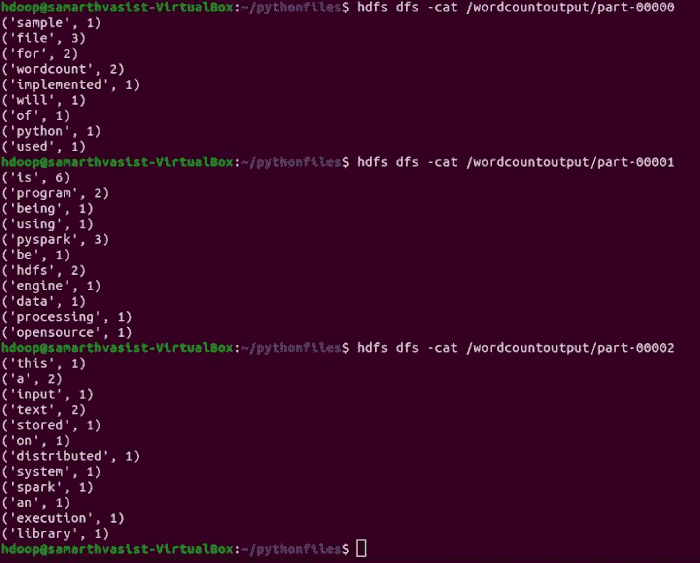 hdoop@samarthvasist-VirtualBox:~/pythonfiles$ hdfs dfs -cat /wordcountoutput/part-00000
('sample', 1)
('file', 3)
('for', 2)
('wordcount', 2)
('implemented', 1)
('will', 1)
('of', 1)
('python', 1)
('used', 1)
hdoop@samarthvasist-VirtualBox:~/pythonfiles$ hdfs dfs -cat /wordcountoutput/part-00001
('is', 6)
('program', 2)
('being', 1)
('using', 1)
('pyspark', 3)
('be', 1)
('hdfs', 2)
('engine', 1)
('data', 1)
('processing', 1)
('opensource', 1)
hdoop@samarthvasist-VirtualBox:~/pythonfiles$ hdfs dfs -cat /wordcountoutput/part-00002
('this', 1)
('a', 2)
('input', 1)
('text', 2)
('stored', 1)
('on', 1)
('distributed', 1)
('system', 1)
('spark', 1)
('an', 1)
('execution', 1)
('library', 1)
hdoop@samarthvasist-VirtualBox:~/pythonfiles$